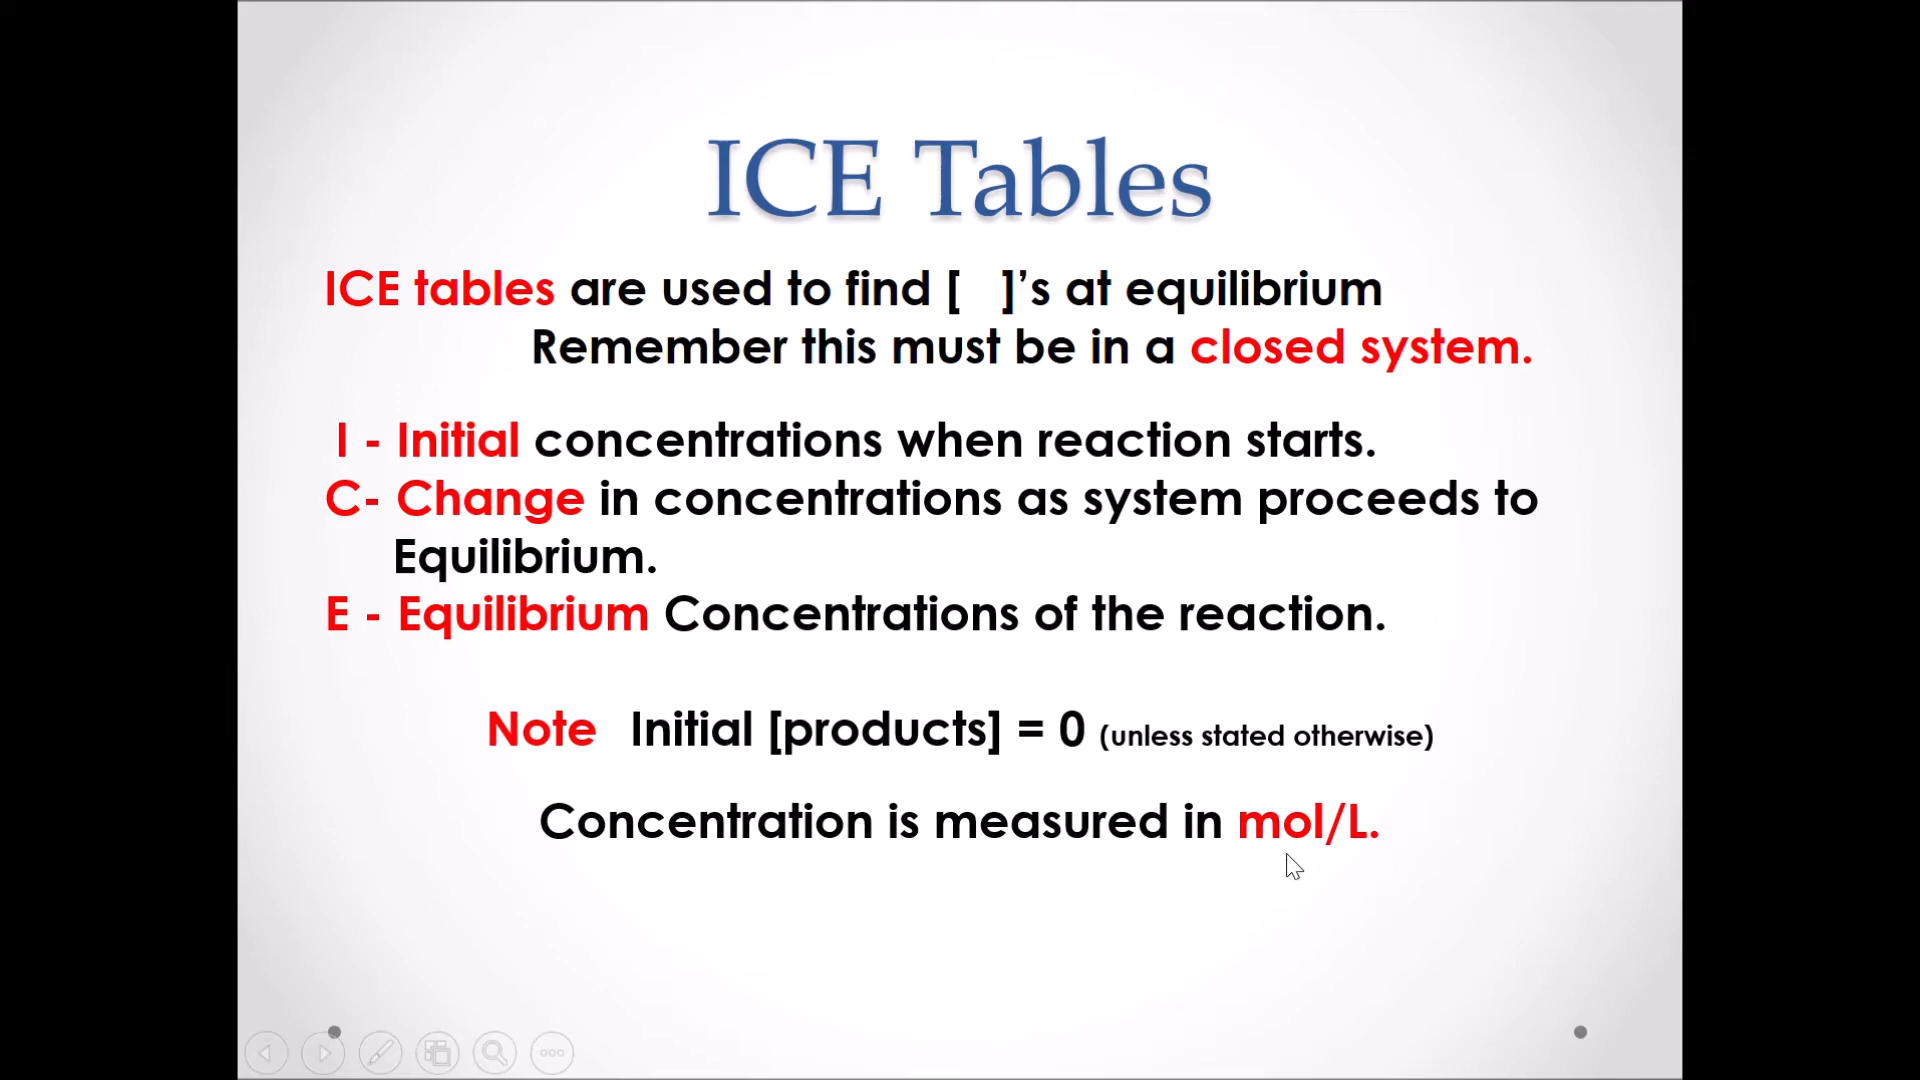 ICE Tables
ICE tables are used to find [   ]’s at equilibrium
Remember this must be in a closed system.
I - Initial concentrations when reaction starts.
C- Change in concentrations as system proceeds to
Equilibrium.
E - Equilibrium Concentrations of the reaction.
Note   Initial [products] = 0 (unless stated otherwise)
Concentration is measured in mol/L.